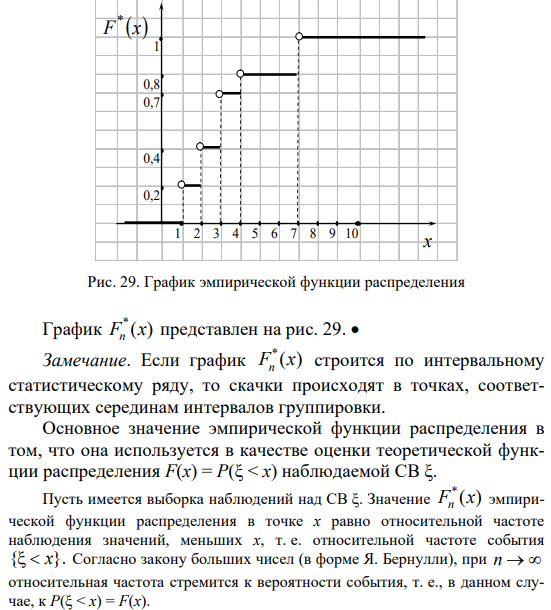 F*(x)
1
0,8
0,7
0,4
0,2
1 2 3 4 5 6 7 8 9 10
x
Рис. 29. График эмпирической функции распределения
График F*ₙ(x) представлен на рис. 29. •
Замечание. Если график F*ₙ(x) строится по интервальному
статистическому ряду, то скачки происходят в точках, соответ-
ствующих серединам интервалов группировки.
Основное значение эмпирической функции распределения в
том, что она используется в качестве оценки теоретической функ-
ции распределения F(x) = P(ξ < x) наблюдаемой СВ ξ.
Пусть имеется выборка наблюдений над СВ ξ. Значение F*ₙ(x) эмпири-
ческой функции распределения в точке x равно относительной частоте
наблюдения значений, меньших x, т. е. относительной частоте события
{ξ < x}. Согласно закону больших чисел (в форме Я. Бернулли), при n → ∞
относительная частота стремится к вероятности события, т. е., в данном слу-
чае, к P(ξ < x) = F(x).